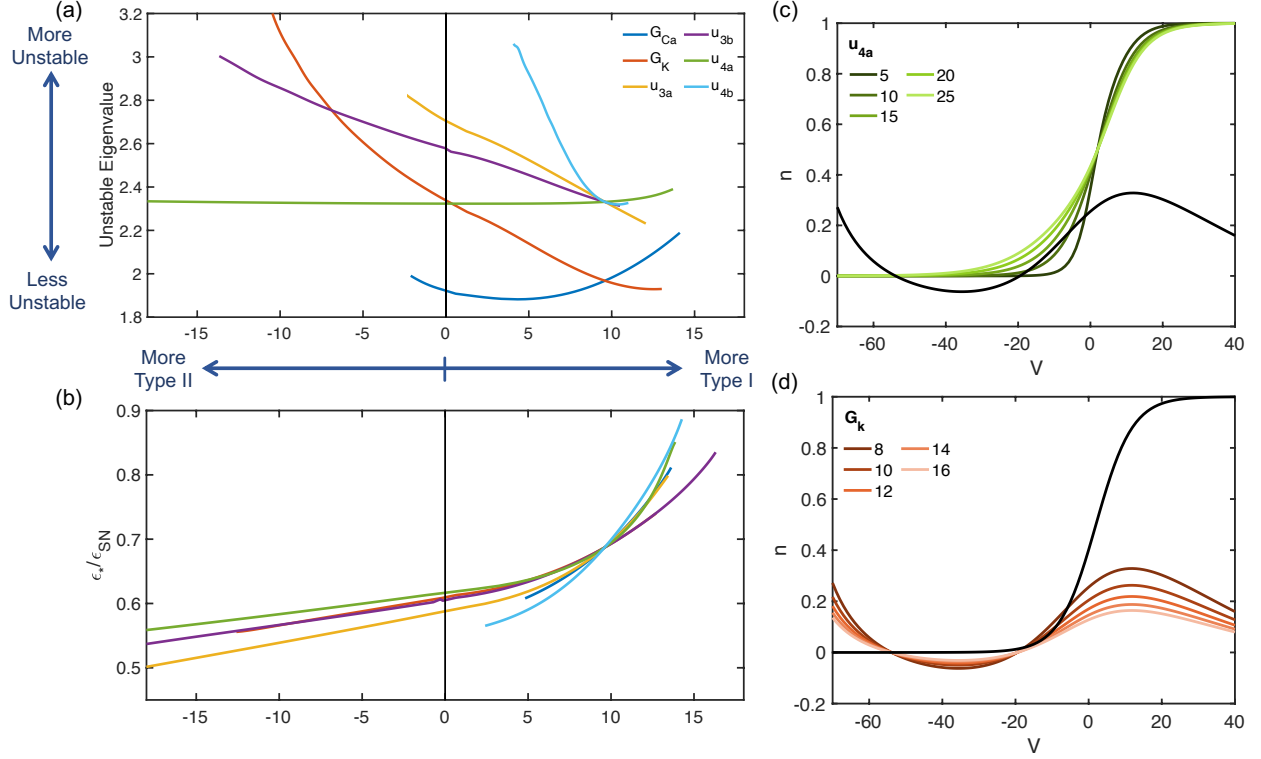 (a)
More
Unstable
Less
Unstable
Unstable Eigenvalue
3.2
3
2.8
2.6
2.4
2.2
2
1.8
G_Ca
G_K
u_3a
u_3b
u_4a
u_4b
-15
-10
-5
0
5
10
15
More
Type II
More
Type I
(b)
ϵ_*/ϵ_SN
0.9
0.8
0.7
0.6
0.5
-15
-10
-5
0
5
10
15
(c)
u_4a
5
10
15
20
25
n
1
0.8
0.6
0.4
0.2
0
-0.2
-60
-40
-20
0
20
40
V
(d)
G_k
8
10
12
14
16
n
1
0.8
0.6
0.4
0.2
0
-0.2
-60
-40
-20
0
20
40
V